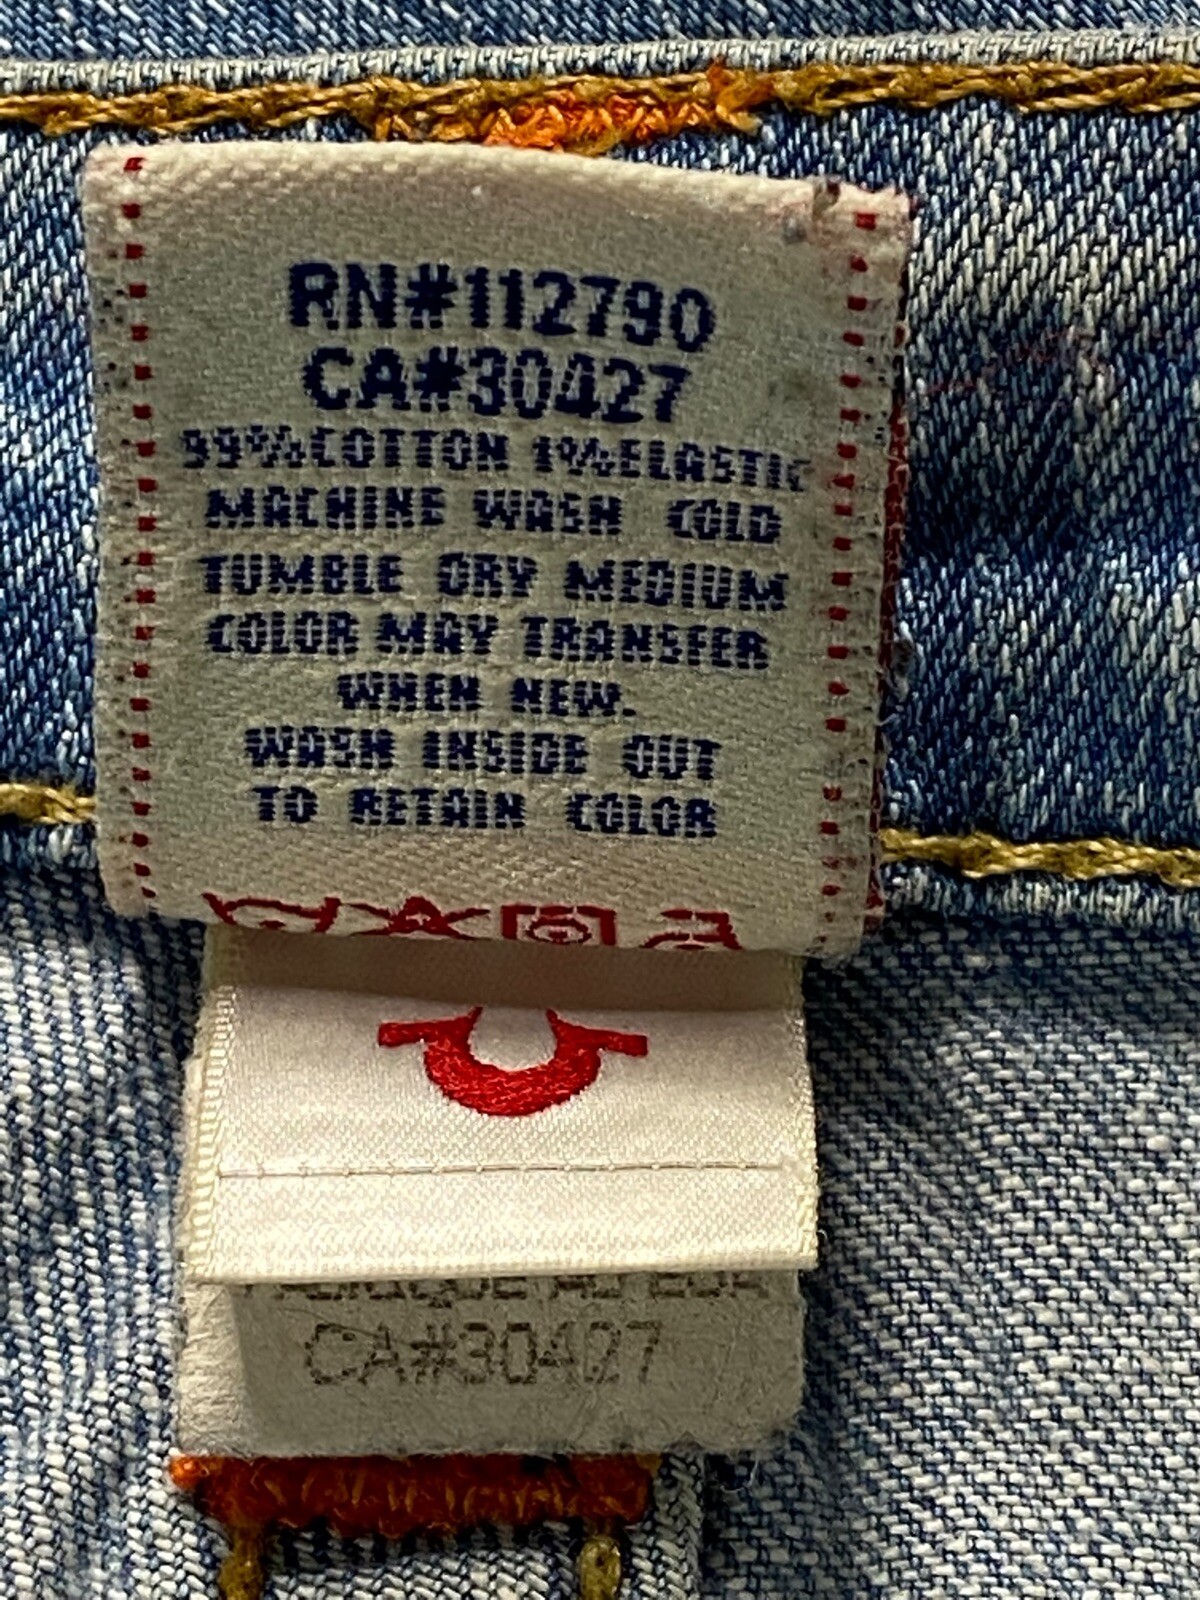 RN#112790
CA#30427
99%COTTON 1%ELASTIC
MACHINE WASH COLD
TUMBLE DRY MEDIUM
COLOR MAY TRANSFER
WHEN NEW.
WASH INSIDE OUT
TO RETAIN COLOR
CA#30427